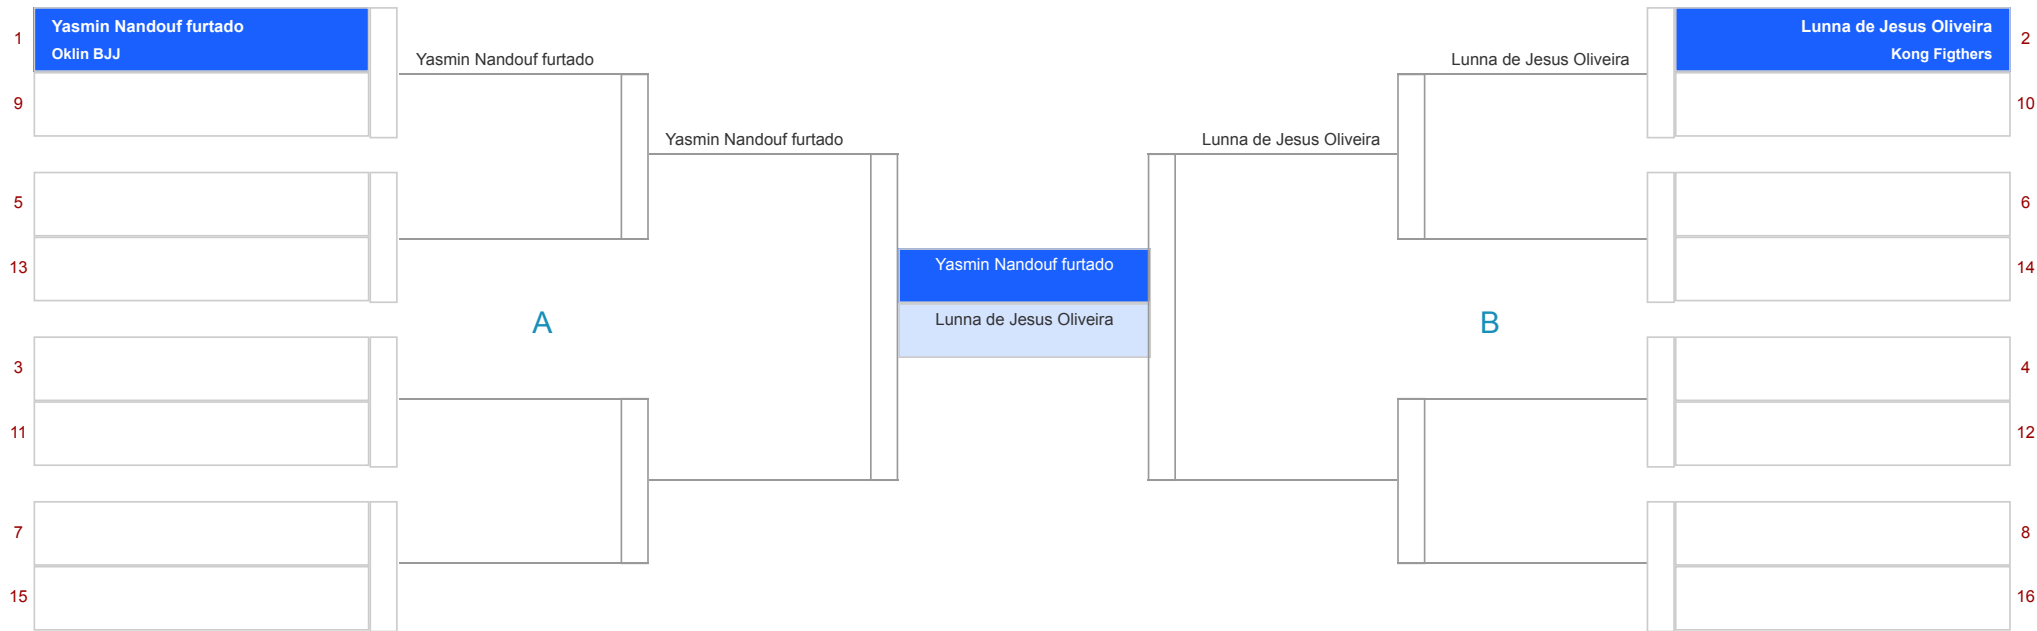 1
Yasmin Nandouf furtado
Oklin BJJ
9
5
13
3
11
7
15
Yasmin Nandouf furtado
Yasmin Nandouf furtado
A
Yasmin Nandouf furtado
Lunna de Jesus Oliveira
Lunna de Jesus Oliveira
B
Lunna de Jesus Oliveira
Lunna de Jesus Oliveira
Kong Figthers
2
10
6
14
4
12
8
16